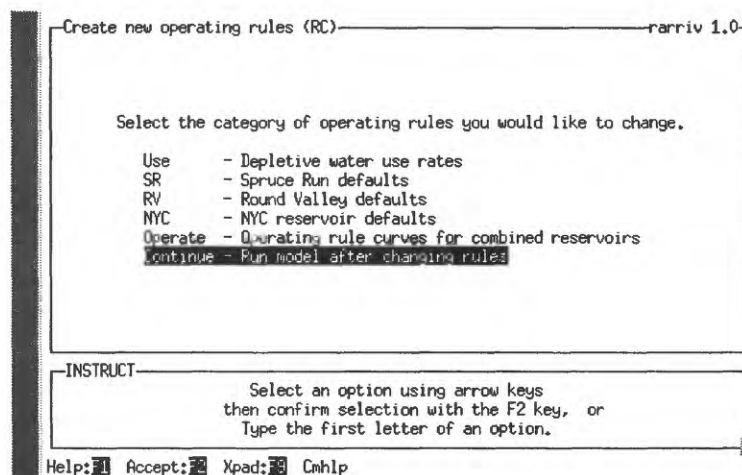 Create new operating rules (RC) rarriv 1.0
Select the category of operating rules you would like to change.
Use - Depletive water use rates
SR - Spruce Run defaults
RV - Round Valley defaults
NYC - NYC reservoir defaults
Operate - Operating rule curves for combined reservoirs
Continue - Run model after changing rules
INSTRUCT
Select an option using arrow keys
then confirm selection with the F2 key, or
Type the first letter of an option.
Help:F1 Accept:F2 Xpad: Cmhlp